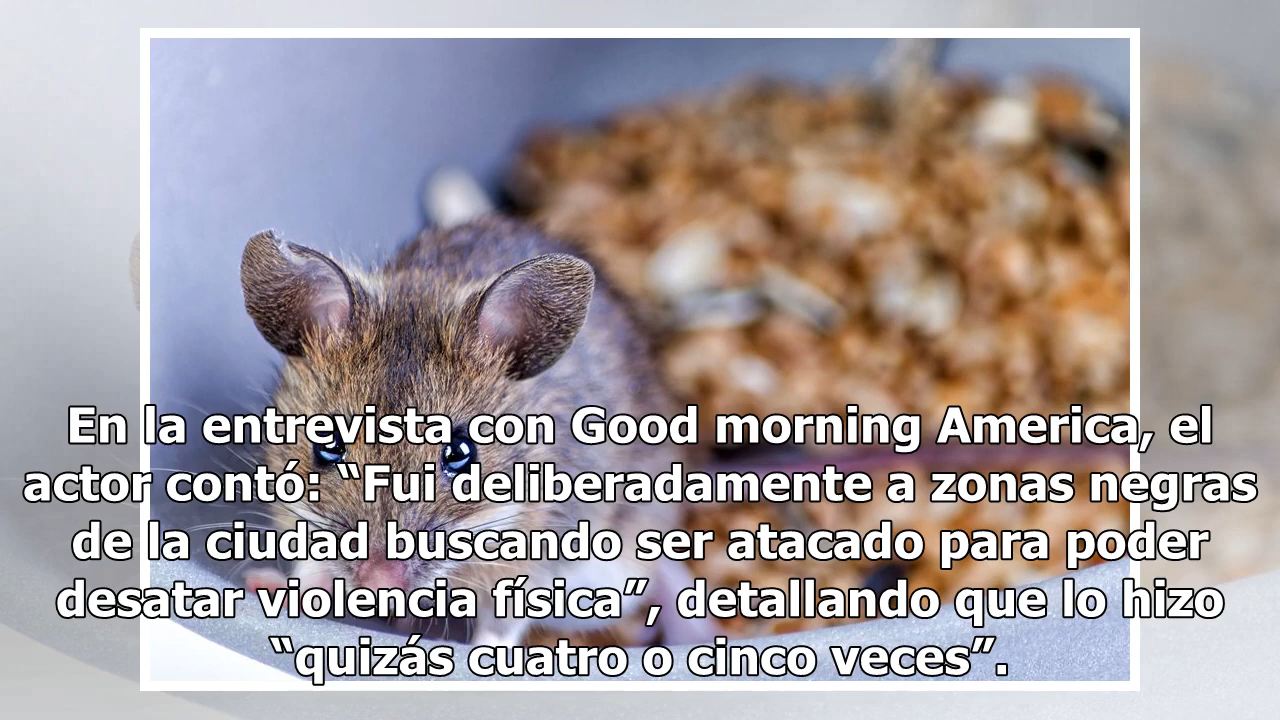 En la entrevista con Good morning America, el
actor contó: “Fui deliberadamente a zonas negras
de la ciudad buscando ser atacado para poder
desatar violencia física”, detallando que lo hizo
“quizás cuatro o cinco veces”.